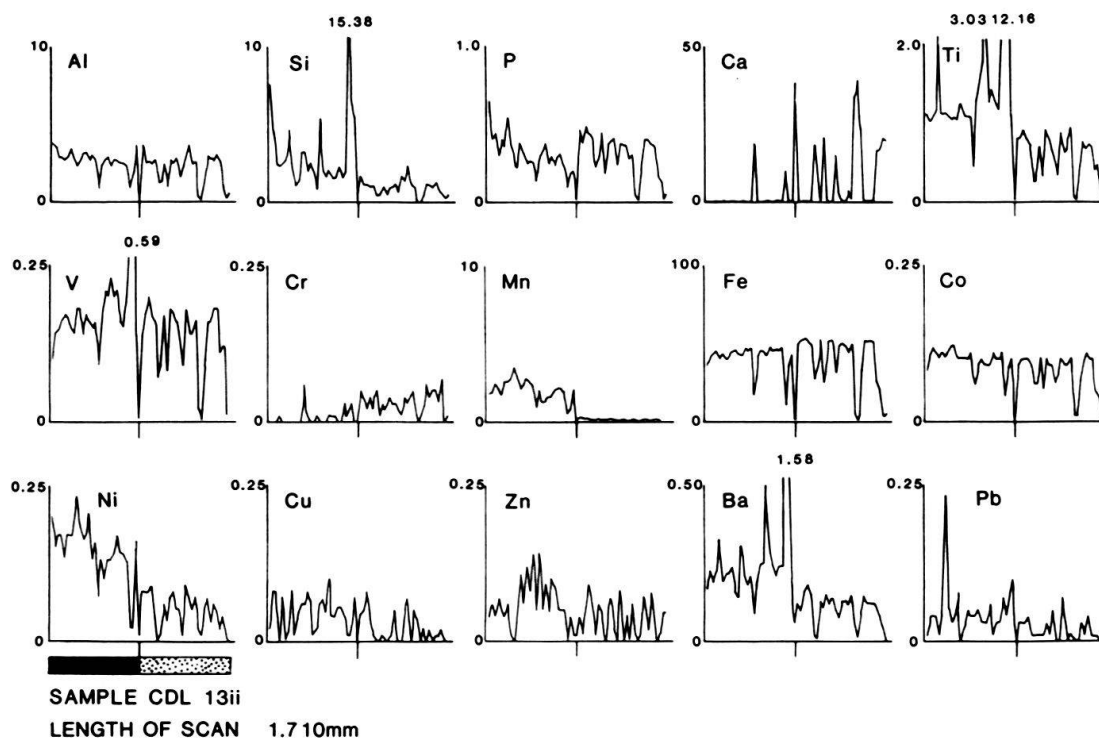 15.38 3.03 12.16
10 Al 10 Si 1.0 P 50 Ca 2.0 Ti
0 0 0 0 0
0.59
0.25 V 0.25 Cr 10 Mn 100 Fe 0.25 Co
0 0 0 0 0
1.58
0.25 Ni 0.25 Cu 0.25 Zn 0.50 Ba 0.25 Pb
0 0 0 0 0
SAMPLE CDL 13ii
LENGTH OF SCAN 1.710mm